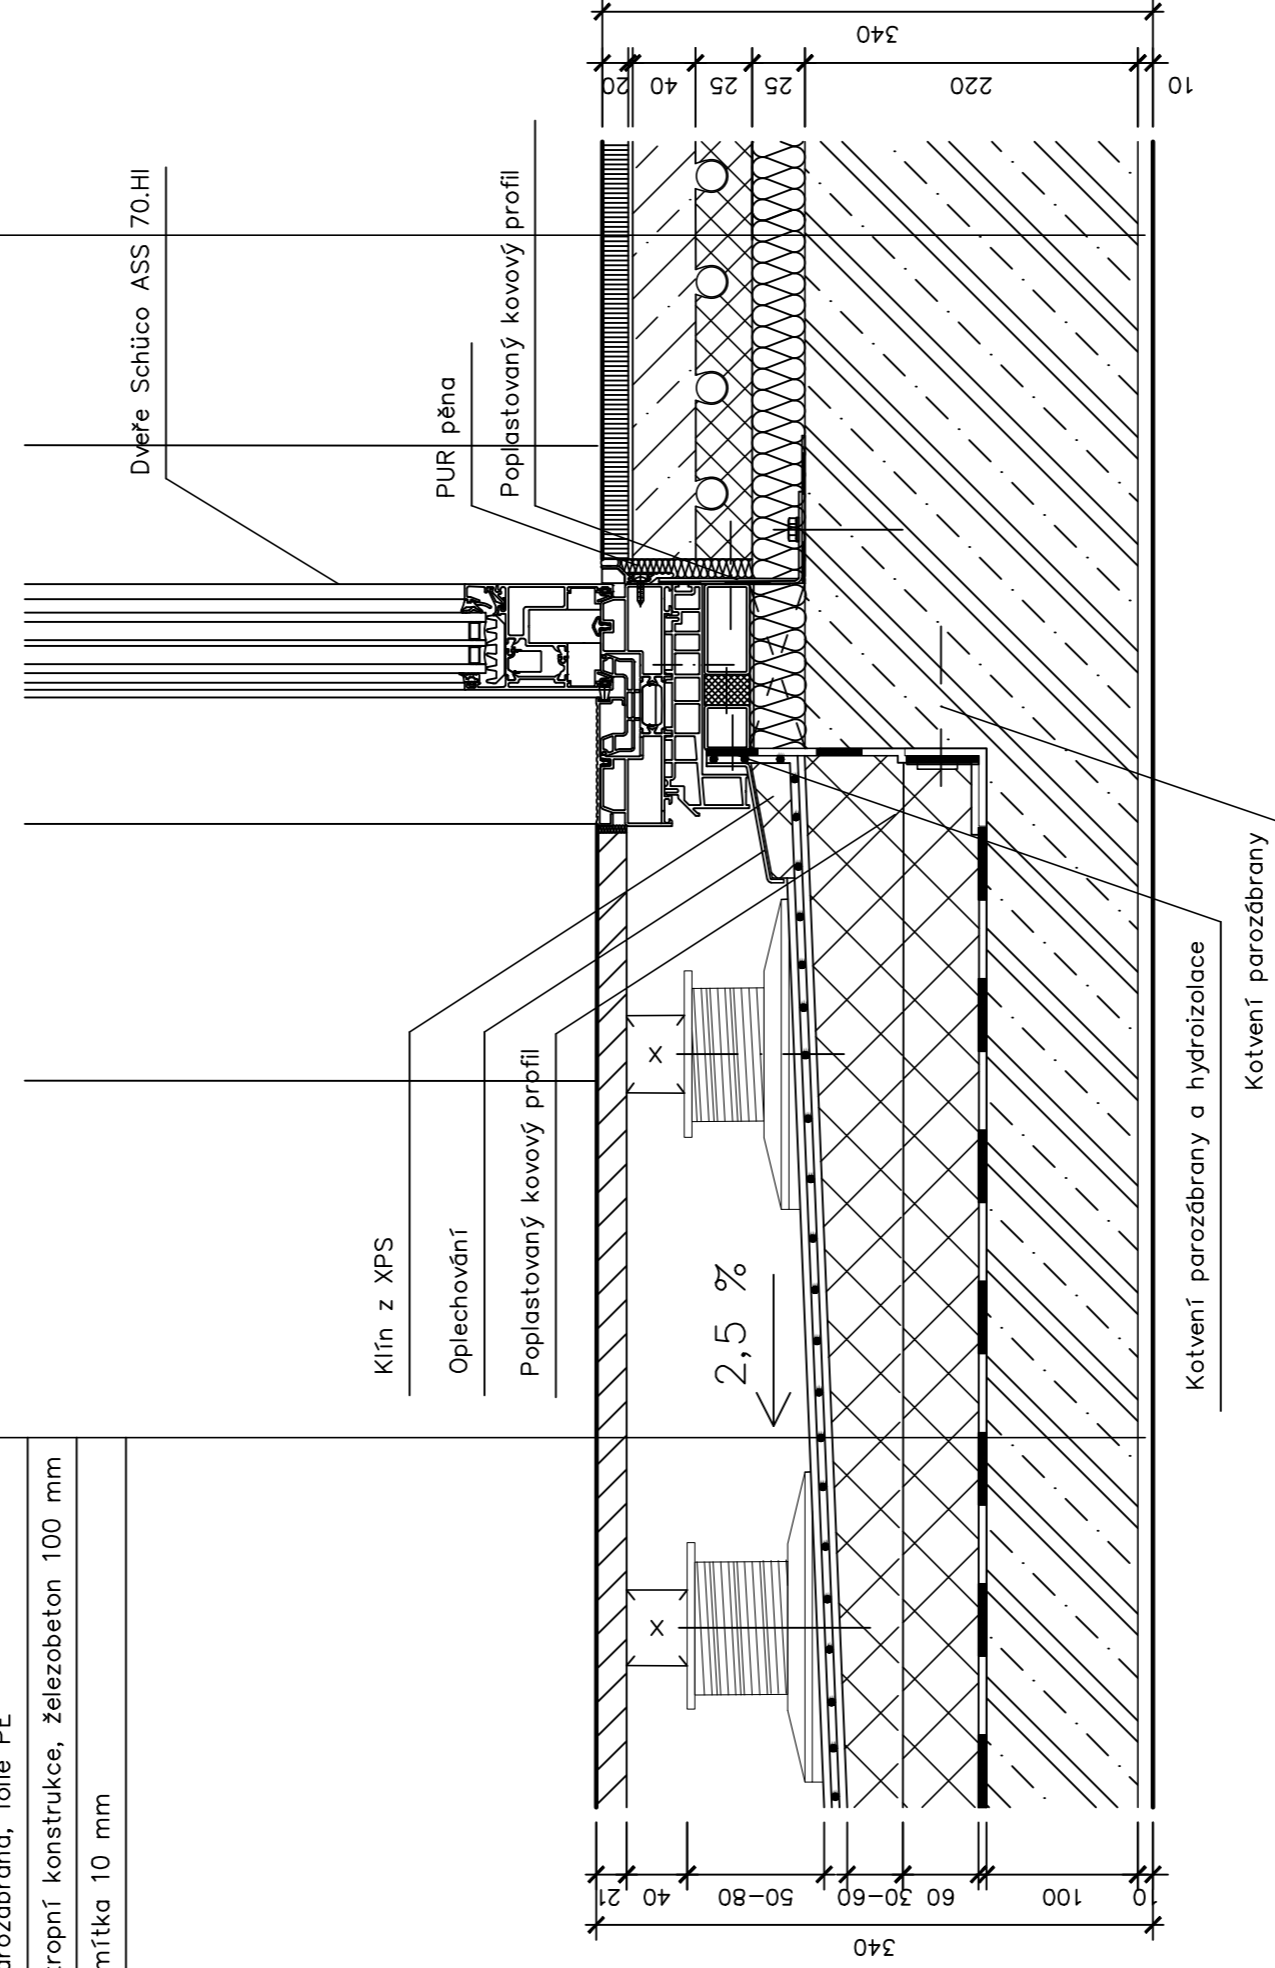 Dveře Schüco ASS 70.HI
PUR pěna
Poplastovaný kovový profil
20
40
25
25
220
10
340
Klín z XPS
Oplechování
Poplastovaný kovový profil
2,5 %
X
X
Kotvení parozábrany a hydroizolace
Kotvení parozábrany
fólie PE
konstrukce, železobeton 100 mm
10 mm
21
40
50-80
30-60
60
100
10
340